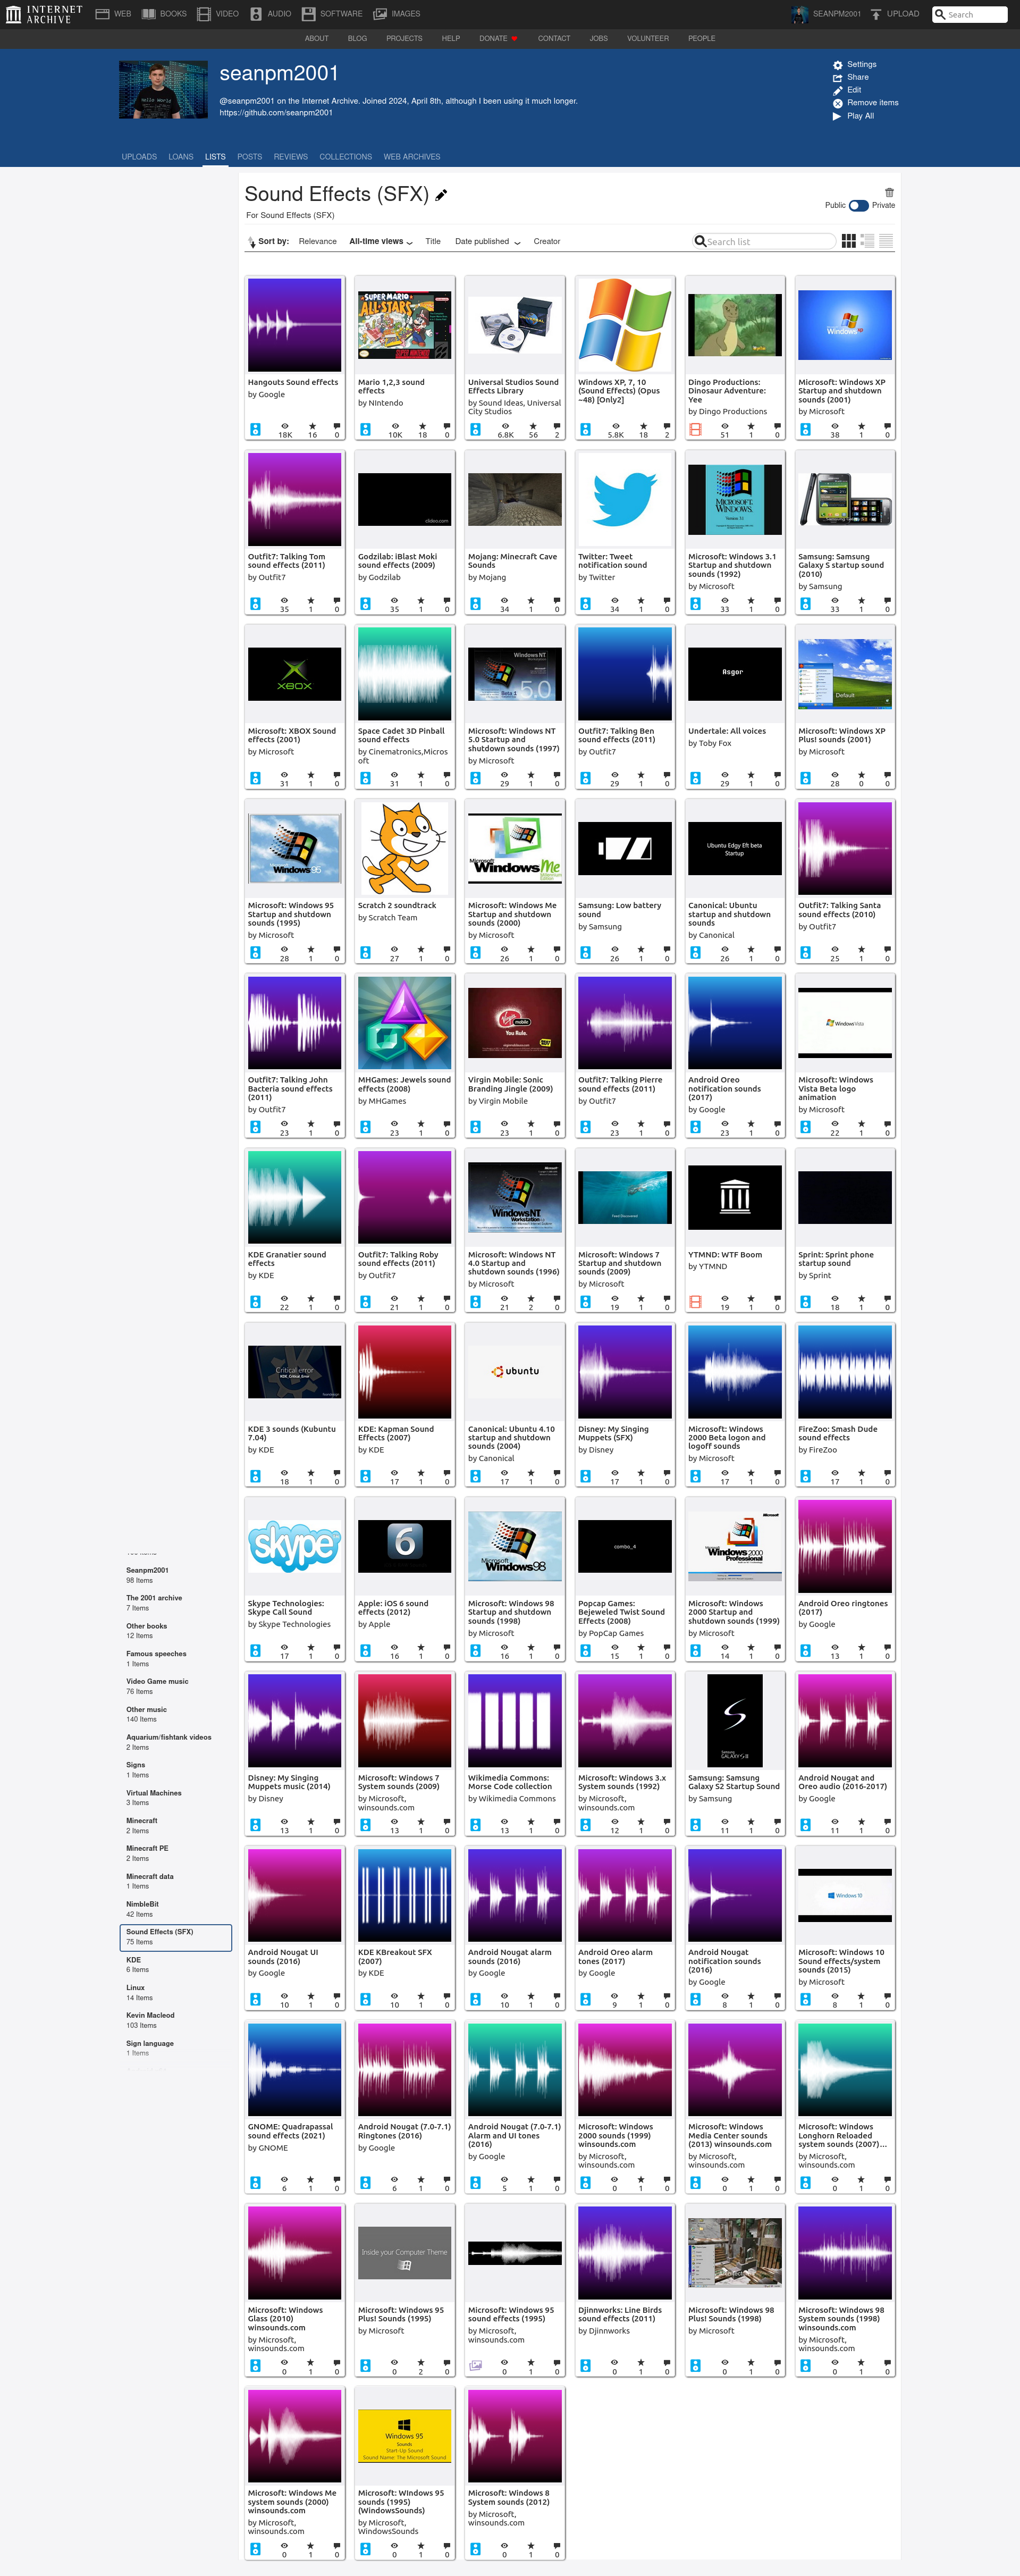 INTERNET ARCHIVE
WEB BOOKS VIDEO AUDIO SOFTWARE IMAGES
SEANPM2001 UPLOAD Search
ABOUT BLOG PROJECTS HELP DONATE CONTACT JOBS VOLUNTEER PEOPLE
seanpm2001
@seanpm2001 on the Internet Archive. Joined 2024, April 8th, although I been using it much longer.
https://github.com/seanpm2001
Settings
Share
Edit
Remove items
Play All
UPLOADS LOANS LISTS POSTS REVIEWS COLLECTIONS WEB ARCHIVES
Sound Effects (SFX)
For Sound Effects (SFX)
Public Private
Sort by: Relevance All-time views Title Date published Creator
Search list
Hangouts Sound effects
by Google
18K 16 0
Mario 1,2,3 sound effects
by NIntendo
10K 18 0
Universal Studios Sound Effects Library
by Sound Ideas, Universal City Studios
6.8K 56 2
Windows XP, 7, 10 (Sound Effects) (Opus ~48) [Only2]
5.8K 18 2
Dingo Productions: Dinosaur Adventure: Yee
by Dingo Productions
51 1 0
Microsoft: Windows XP Startup and shutdown sounds (2001)
by Microsoft
38 1 0
Outfit7: Talking Tom sound effects (2011)
by Outfit7
35 1 0
Godzilab: iBlast Moki sound effects (2009)
by Godzilab
35 1 0
Mojang: Minecraft Cave Sounds
by Mojang
34 1 0
Twitter: Tweet notification sound
by Twitter
34 1 0
Microsoft: Windows 3.1 Startup and shutdown sounds (1992)
by Microsoft
33 1 0
Samsung: Samsung Galaxy S startup sound (2010)
by Samsung
33 1 0
Microsoft: XBOX Sound effects (2001)
by Microsoft
31 1 0
Space Cadet 3D Pinball sound effects
by Cinematronics,Microsoft
31 1 0
Microsoft: Windows NT 5.0 Startup and shutdown sounds (1997)
by Microsoft
29 1 0
Outfit7: Talking Ben sound effects (2011)
by Outfit7
29 1 0
Undertale: All voices
by Toby Fox
29 1 0
Microsoft: Windows XP Plus! sounds (2001)
by Microsoft
28 0 0
Microsoft: Windows 95 Startup and shutdown sounds (1995)
by Microsoft
28 1 0
Scratch 2 soundtrack
by Scratch Team
27 1 0
Microsoft: Windows Me Startup and shutdown sounds (2000)
by Microsoft
26 1 0
Samsung: Low battery sound
by Samsung
26 1 0
Canonical: Ubuntu startup and shutdown sounds
by Canonical
26 1 0
Outfit7: Talking Santa sound effects (2010)
by Outfit7
25 1 0
Outfit7: Talking John Bacteria sound effects (2011)
by Outfit7
23 1 0
MHGames: Jewels sound effects (2008)
by MHGames
23 1 0
Virgin Mobile: Sonic Branding Jingle (2009)
by Virgin Mobile
23 1 0
Outfit7: Talking Pierre sound effects (2011)
by Outfit7
23 1 0
Android Oreo notification sounds (2017)
by Google
23 1 0
Microsoft: Windows Vista Beta logo animation
by Microsoft
22 1 0
KDE Granatier sound effects
by KDE
22 1 0
Outfit7: Talking Roby sound effects (2011)
by Outfit7
21 1 0
Microsoft: Windows NT 4.0 Startup and shutdown sounds (1996)
by Microsoft
21 2 0
Microsoft: Windows 7 Startup and shutdown sounds (2009)
by Microsoft
19 1 0
YTMND: WTF Boom
by YTMND
19 1 0
Sprint: Sprint phone startup sound
by Sprint
18 1 0
KDE 3 sounds (Kubuntu 7.04)
by KDE
18 1 0
KDE: Kapman Sound Effects (2007)
by KDE
17 1 0
Canonical: Ubuntu 4.10 startup and shutdown sounds (2004)
by Canonical
17 1 0
Disney: My Singing Muppets (SFX)
by Disney
17 1 0
Microsoft: Windows 2000 Beta logon and logoff sounds
by Microsoft
17 1 0
FireZoo: Smash Dude sound effects
by FireZoo
17 1 0
Skype Technologies: Skype Call Sound
by Skype Technologies
17 1 0
Apple: iOS 6 sound effects (2012)
by Apple
16 1 0
Microsoft: Windows 98 Startup and shutdown sounds (1998)
by Microsoft
16 1 0
Popcap Games: Bejeweled Twist Sound Effects (2008)
by PopCap Games
15 1 0
Microsoft: Windows 2000 Startup and shutdown sounds (1999)
by Microsoft
14 1 0
Android Oreo ringtones (2017)
by Google
13 1 0
Disney: My Singing Muppets music (2014)
by Disney
13 1 0
Microsoft: Windows 7 System sounds (2009)
by Microsoft, winsounds.com
13 1 0
Wikimedia Commons: Morse Code collection
by Wikimedia Commons
13 1 0
Microsoft: Windows 3.x System sounds (1992)
by Microsoft, winsounds.com
12 1 0
Samsung: Samsung Galaxy S2 Startup Sound
by Samsung
11 1 0
Android Nougat and Oreo audio (2016-2017)
by Google
11 1 0
Android Nougat UI sounds (2016)
by Google
10 1 0
KDE KBreakout SFX (2007)
by KDE
10 1 0
Android Nougat alarm sounds (2016)
by Google
10 1 0
Android Oreo alarm tones (2017)
by Google
9 1 0
Android Nougat notification sounds (2016)
by Google
8 1 0
Microsoft: Windows 10 Sound effects/system sounds (2015)
by Microsoft
8 1 0
GNOME: Quadrapassal sound effects (2021)
by GNOME
6 1 0
Android Nougat (7.0-7.1) Ringtones (2016)
by Google
6 1 0
Android Nougat (7.0-7.1) Alarm and UI tones (2016)
by Google
5 1 0
Microsoft: Windows 2000 sounds (1999) winsounds.com
by Microsoft, winsounds.com
0 1 0
Microsoft: Windows Media Center sounds (2013) winsounds.com
by Microsoft, winsounds.com
0 1 0
Microsoft: Windows Longhorn Reloaded system sounds (2007)...
by Microsoft, winsounds.com
0 1 0
Microsoft: Windows Glass (2010) winsounds.com
by Microsoft, winsounds.com
0 1 0
Microsoft: Windows 95 Plus! Sounds (1995)
by Microsoft
0 2 0
Microsoft: Windows 95 sound effects (1995)
by Microsoft, winsounds.com
0 1 0
Djinnworks: Line Birds sound effects (2011)
by Djinnworks
0 1 0
Microsoft: Windows 98 Plus! Sounds (1998)
by Microsoft
0 1 0
Microsoft: Windows 98 System sounds (1998) winsounds.com
by Microsoft, winsounds.com
0 1 0
Microsoft: Windows Me system sounds (2000) winsounds.com
by Microsoft, winsounds.com
0 1 0
Microsoft: WIndows 95 sounds (1995) (WindowsSounds)
by Microsoft, WindowsSounds
0 1 0
Microsoft: Windows 8 System sounds (2012)
by Microsoft, winsounds.com
0 1 0
Seanpm2001
98 Items
The 2001 archive
7 Items
Other books
12 Items
Famous speeches
1 Items
Video Game music
76 Items
Other music
140 Items
Aquarium/fishtank videos
2 Items
Signs
1 Items
Virtual Machines
3 Items
Minecraft
2 Items
Minecraft PE
2 Items
Minecraft data
1 Items
NimbleBit
42 Items
Sound Effects (SFX)
75 Items
KDE
6 Items
Linux
14 Items
Kevin Macleod
103 Items
Sign language
1 Items